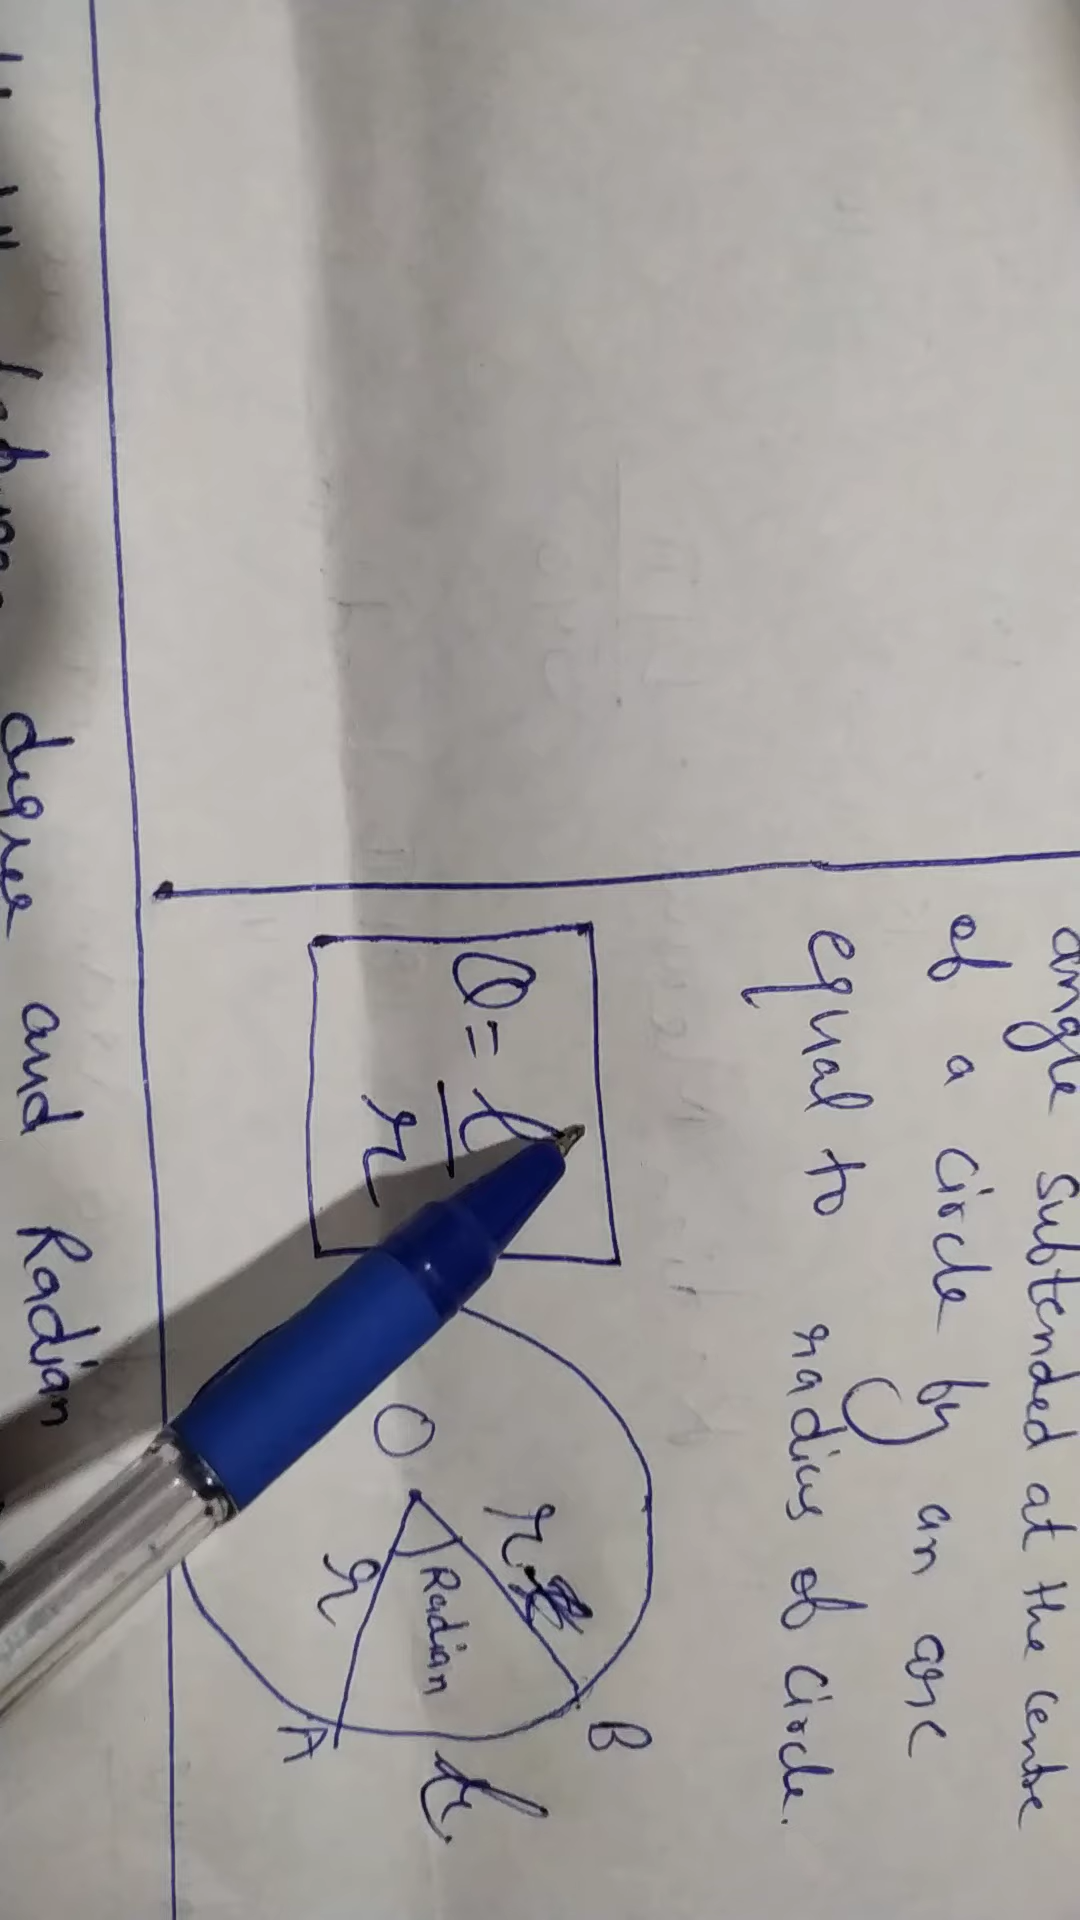 angle subtended at the centre
of a circle by an arc
equal to radius of circle.
θ = l
r
O
r
r
Radian
A
B
degree and Radian